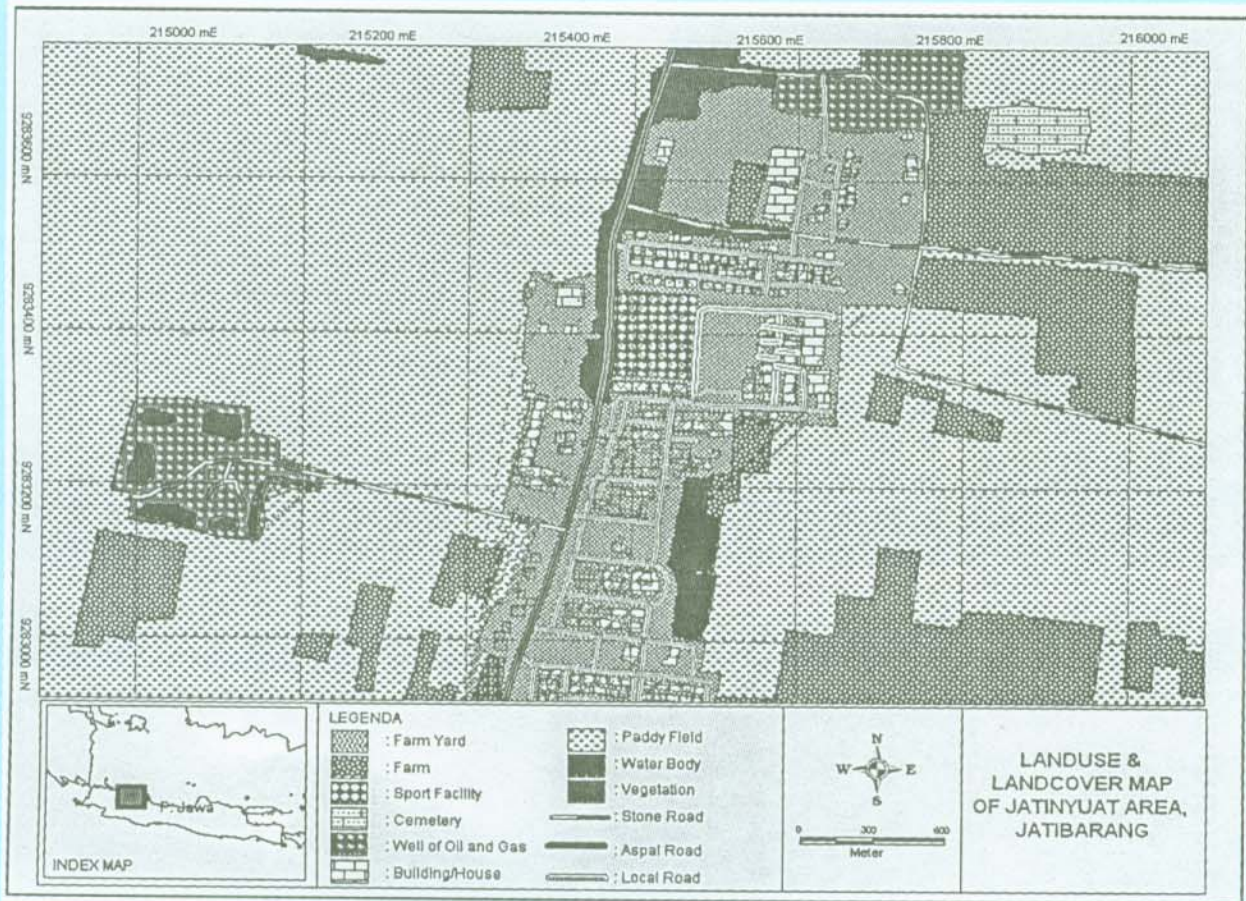 215000 mE 215200 mE 215400 mE 215600 mE 215800 mE 216000 mE
9283600 mN
9283400 mN
9283200 mN
9283000 mN
P. Jawa
INDEX MAP
LEGENDA
: Farm Yard
: Farm
: Sport Facility
: Cemetery
: Well of Oil and Gas
: Building/House
: Paddy Field
: Water Body
: Vegetation
: Stone Road
: Aspal Road
: Local Road
N
W E
S
0 300 600
Meter
LANDUSE &
LANDCOVER MAP
OF JATINYUAT AREA,
JATIBARANG